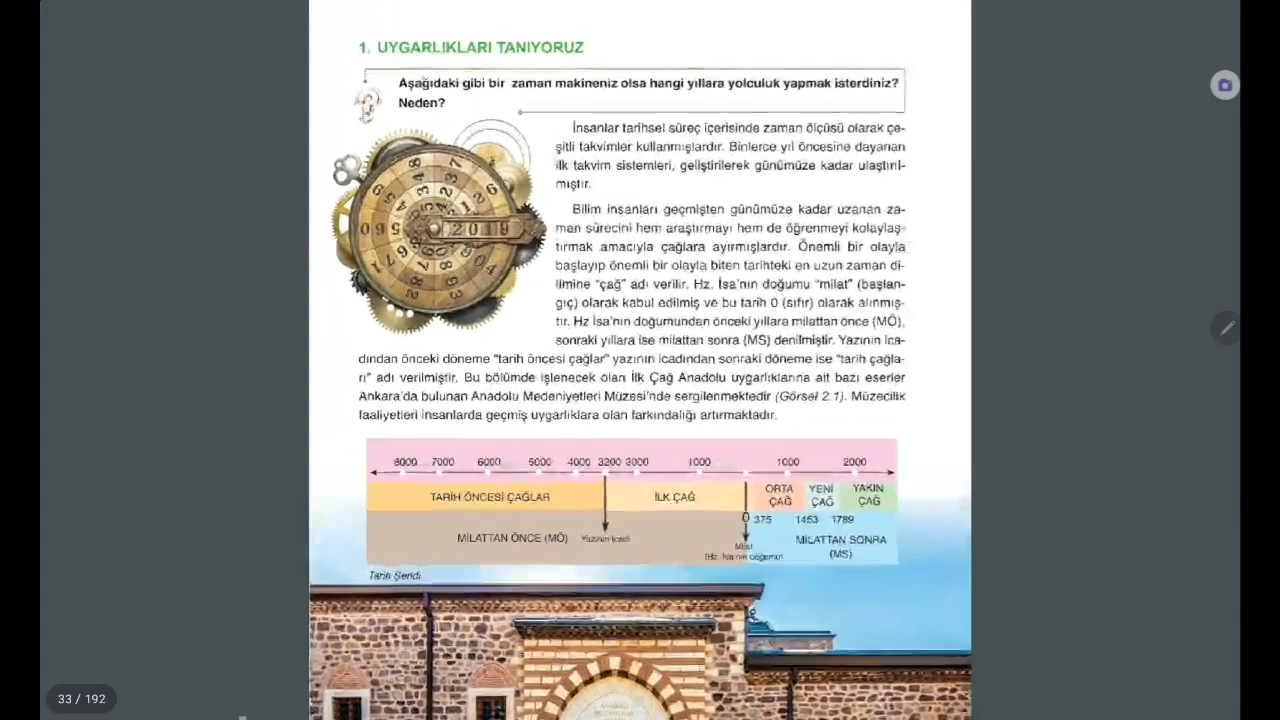 1. UYGARLIKLARI TANIYORUZ
Aşağıdaki gibi bir zaman makineniz olsa hangi yıllara yolculuk yapmak isterdiniz?
Neden?
İnsanlar tarihsel süreç içerisinde zaman ölçüsü olarak çe-
şitli takvimler kullanmışlardır. Binlerce yıl öncesine dayanan
ilk takvim sistemleri, geliştirilerek günümüze kadar ulaştırıl-
mıştır.
Bilim insanları geçmişten günümüze kadar uzanan za-
man sürecini hem araştırmayı hem de öğrenmeyi kolaylaş-
tırmak amacıyla çağlara ayırmışlardır. Önemli bir olayla
başlayıp önemli bir olayla biten tarihteki en uzun zaman di-
limine “çağ” adı verilir. Hz. İsa’nın doğumu “milat” (başlan-
gıç) olarak kabul edilmiş ve bu tarih 0 (sıfır) olarak alınmış-
tır. Hz İsa’nın doğumundan önceki yıllara milattan önce (MÖ),
sonraki yıllara ise milattan sonra (MS) denilmiştir. Yazının ica-
dından önceki döneme “tarih öncesi çağlar” yazının icadından sonraki döneme ise “tarih çağla-
rı” adı verilmiştir. Bu bölümde işlenecek olan İlk Çağ Anadolu uygarlıklarına ait bazı eserler
Ankara’da bulunan Anadolu Medeniyetleri Müzesi’nde sergilenmektedir (Görsel 2.1). Müzecilik
faaliyetleri insanlarda geçmiş uygarlıklara olan farkındalığı artırmaktadır.
2019
8000 7000 6000 5000 4000 3200 3000 1000 1000 2000
TARİH ÖNCESİ ÇAĞLAR İLK ÇAĞ ORTA ÇAĞ YENİ ÇAĞ YAKIN ÇAĞ
0 375 1453 1789
MİLATTAN ÖNCE (MÖ) Yazının icadı MİLATTAN SONRA
(MS)
Milat
(Hz. İsa'nın doğumu)
Tarih Şeridi
33 / 192